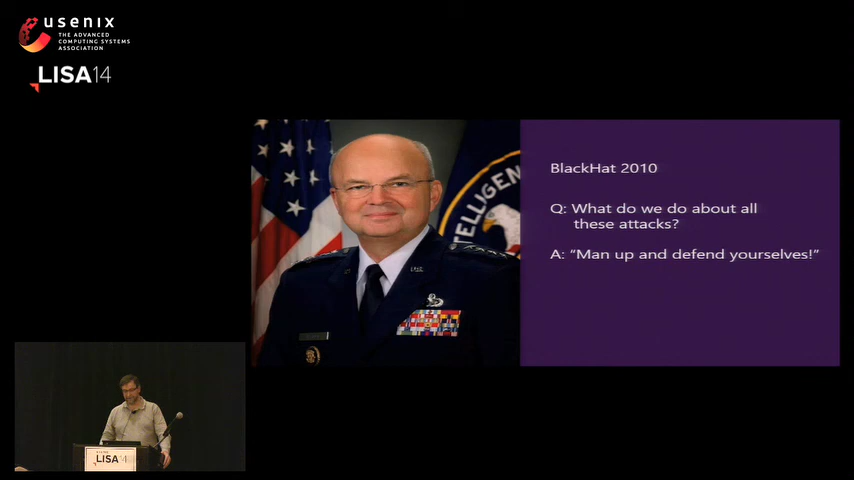 usenix
THE ADVANCED
COMPUTING SYSTEMS
ASSOCIATION
LISA14
BlackHat 2010
Q: What do we do about all
these attacks?
A: “Man up and defend yourselves!”
TELLIGEN
LISA14